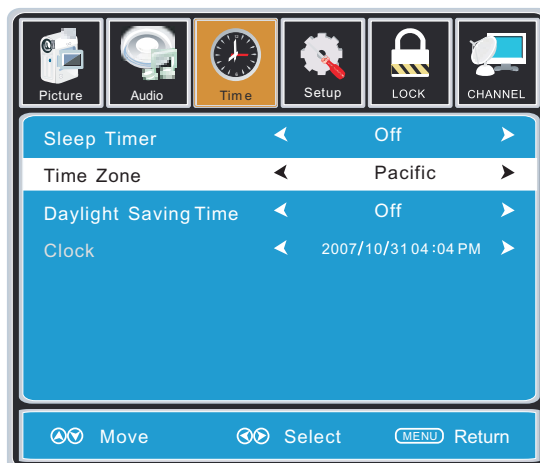 Picture Audio Time Setup LOCK CHANNEL
Sleep Timer Off
Time Zone Pacific
Daylight Saving Time Off
Clock 2007/10/31 04:04 PM
Move Select MENU Return